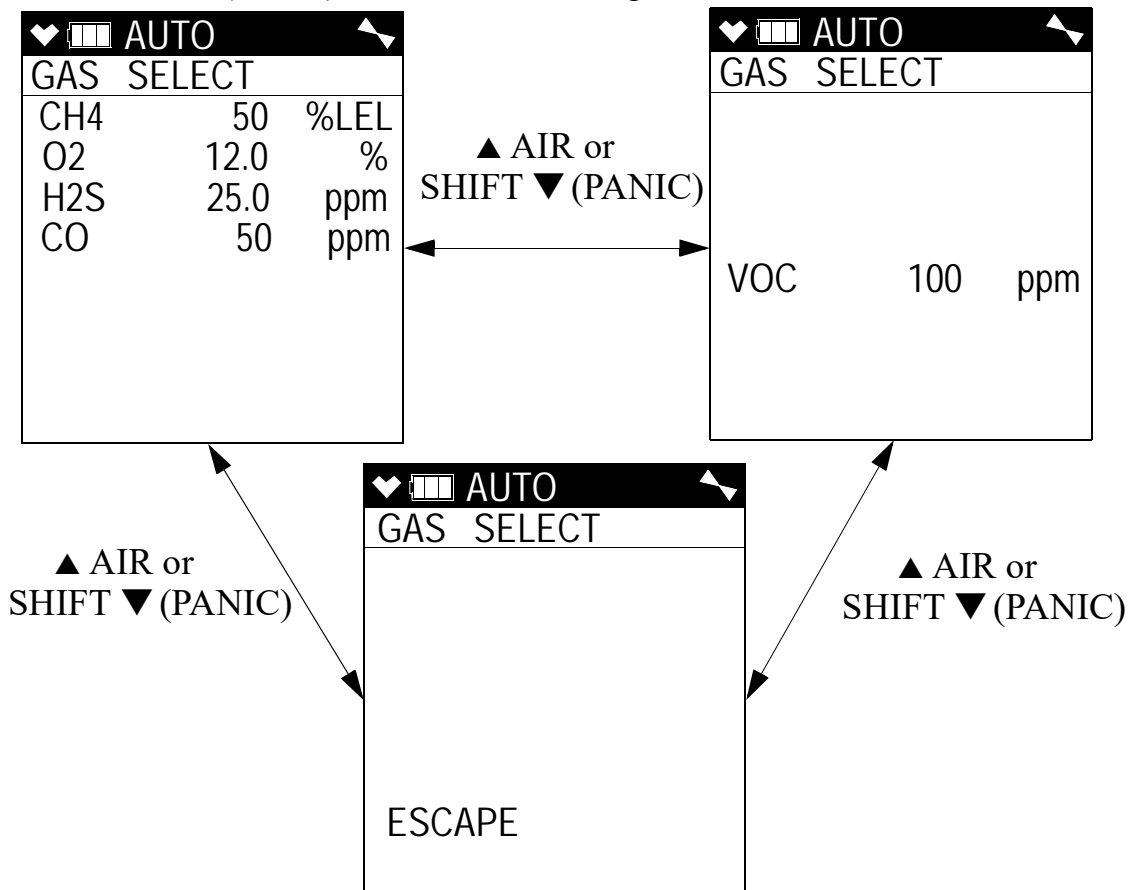 AUTO
GAS SELECT
CH4 50 %LEL
O2 12.0 %
H2S 25.0 ppm
CO 50 ppm
▲ AIR or
SHIFT ▼ (PANIC)
AUTO
GAS SELECT
VOC 100 ppm
▲ AIR or
SHIFT ▼ (PANIC)
AUTO
GAS SELECT
ESCAPE
▲ AIR or
SHIFT ▼ (PANIC)